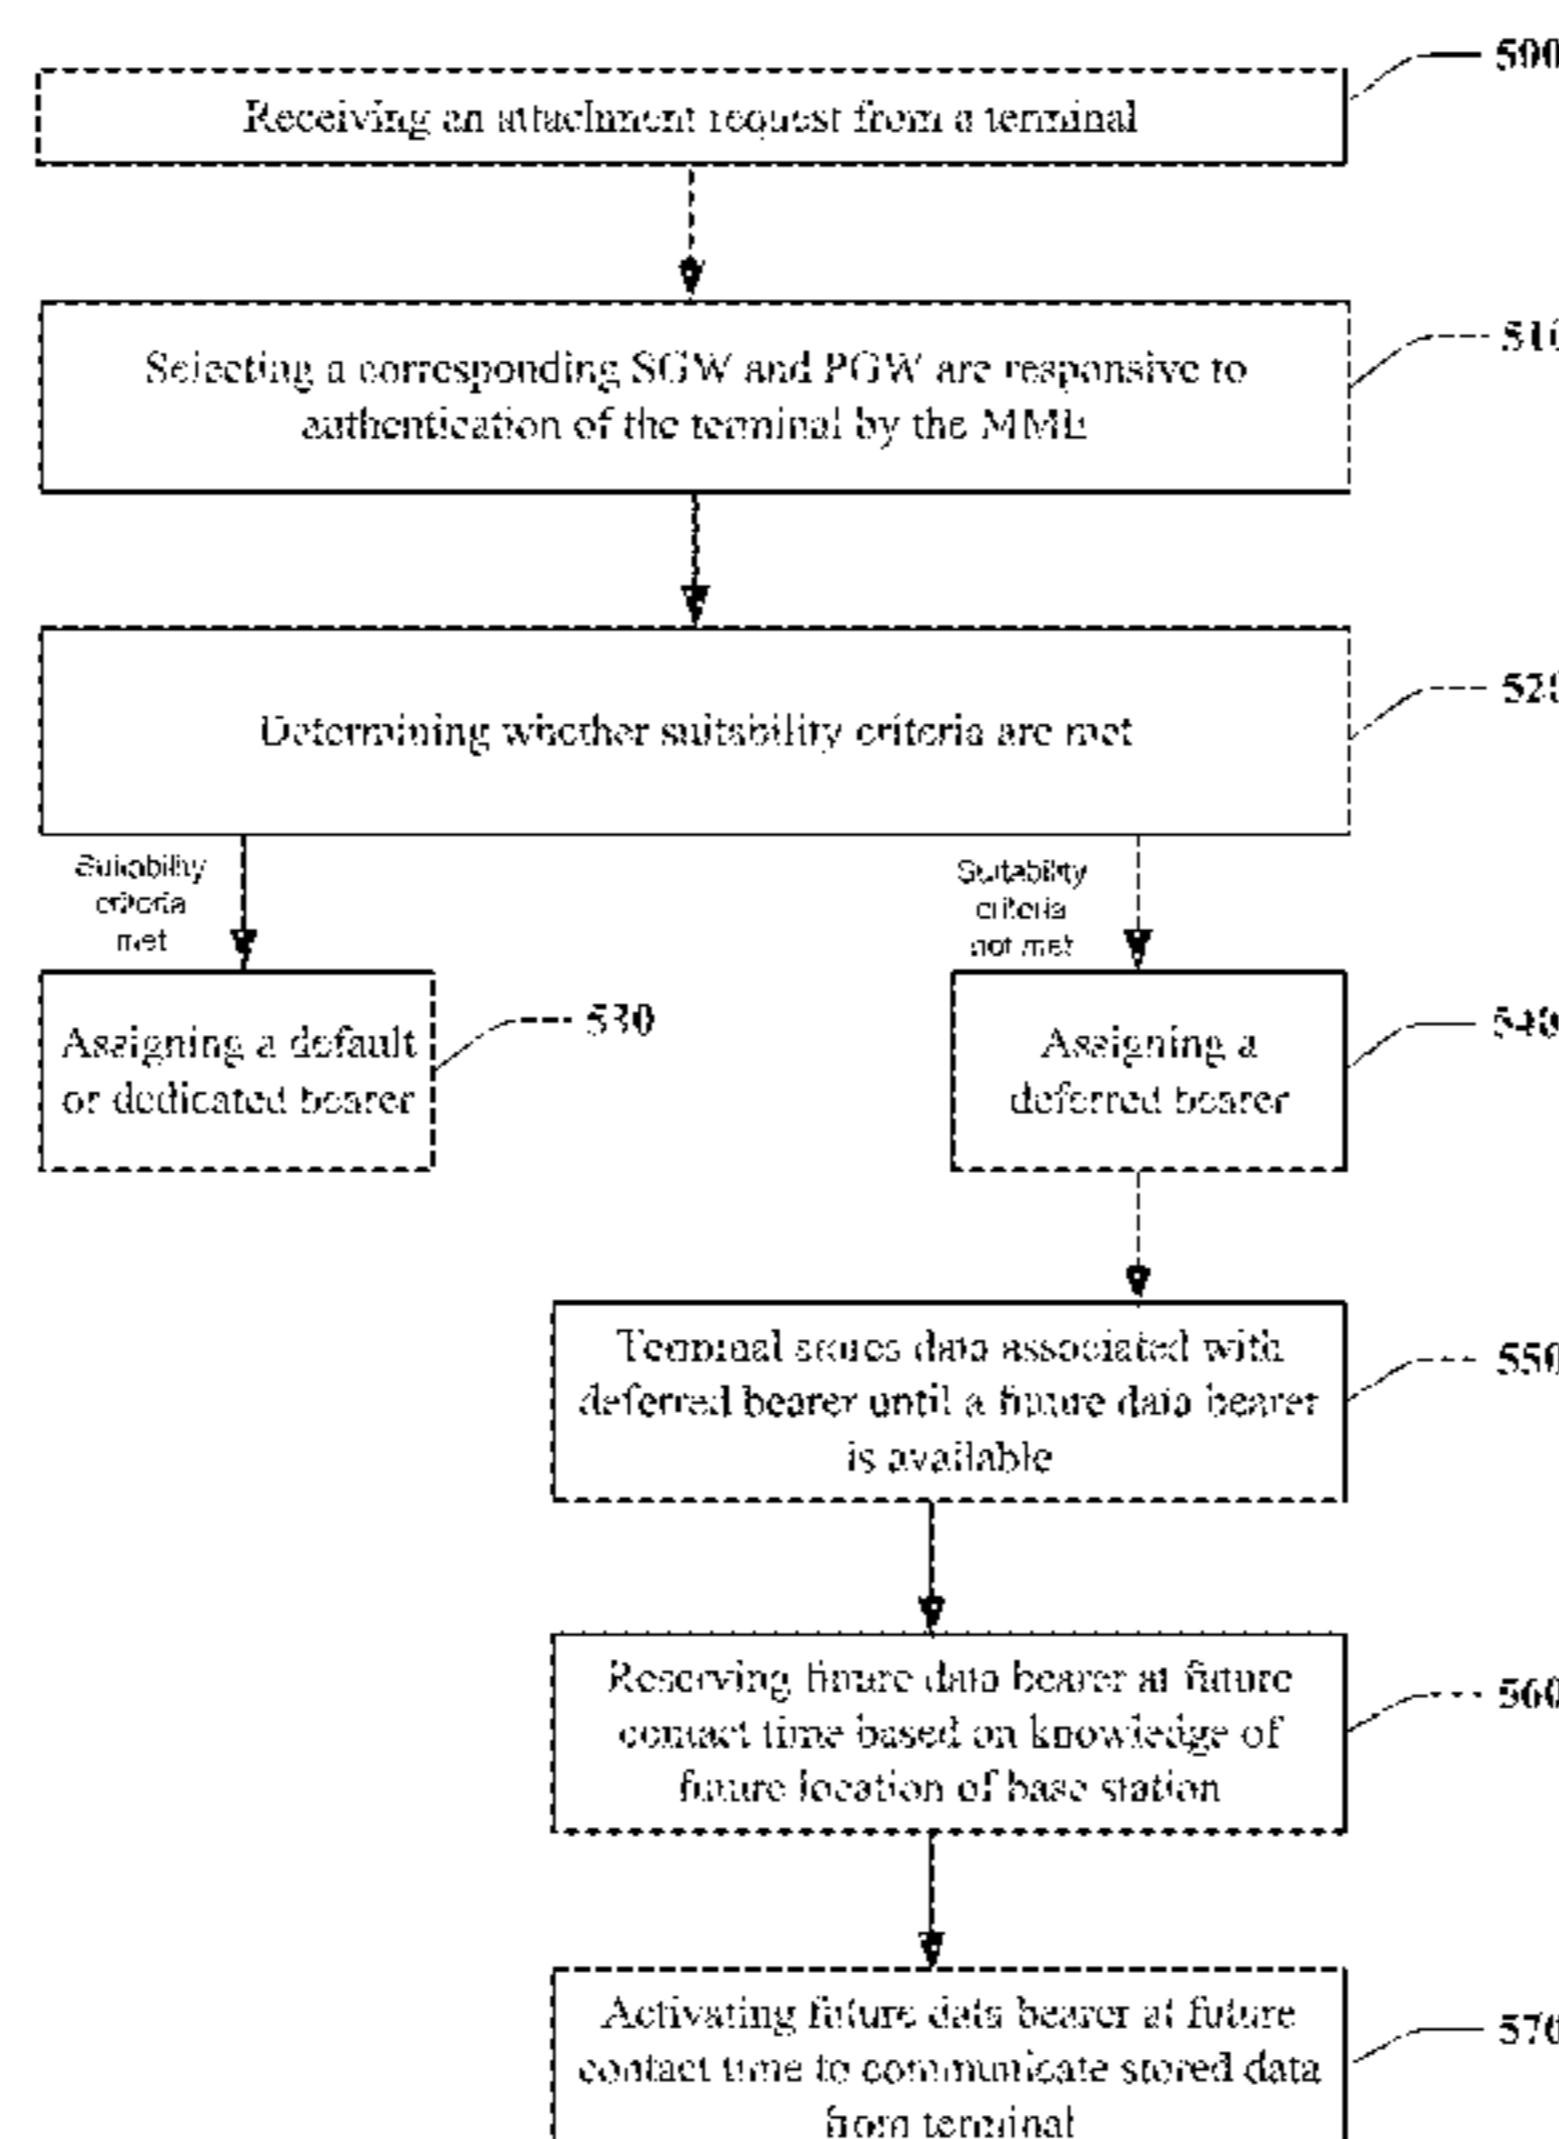 500
Receiving an attachment request from a terminal
510
Selecting a corresponding SGW and PGW are responsive to
authentication of the terminal by the MME
520
Determining whether suitability criteria are met
Suitability
criteria
met
Suitability
criteria
not met
Assigning a default
or dedicated bearer
530
Assigning a
deferred bearer
540
Terminal stores data associated with
deferred bearer until a future data bearer
is available
550
Reserving future data bearer at future
contact time based on knowledge of
future location of base station
560
Activating future data bearer at future
contact time to communicate stored data
from terminal
570